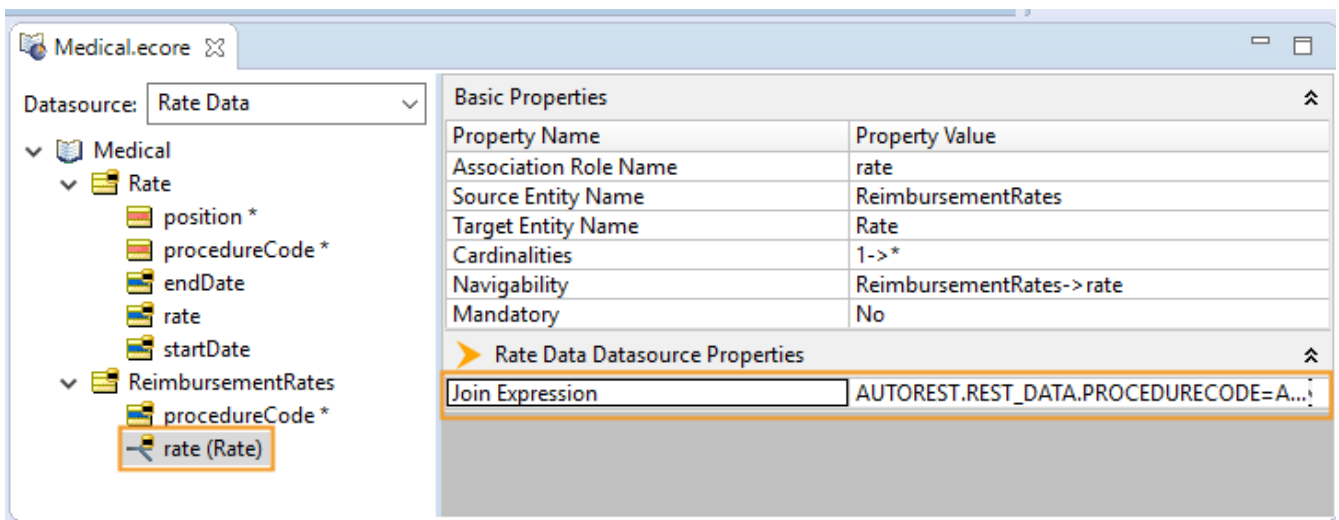 Medical.ecore
Datasource: Rate Data
Medical
Rate
position *
procedureCode *
endDate
rate
startDate
ReimbursementRates
procedureCode *
rate (Rate)
Basic Properties
Property Name Property Value
Association Role Name rate
Source Entity Name ReimbursementRates
Target Entity Name Rate
Cardinalities 1->*
Navigability ReimbursementRates->rate
Mandatory No
Rate Data Datasource Properties
Join Expression AUTOREST.REST_DATA.PROCEDURECODE=A...